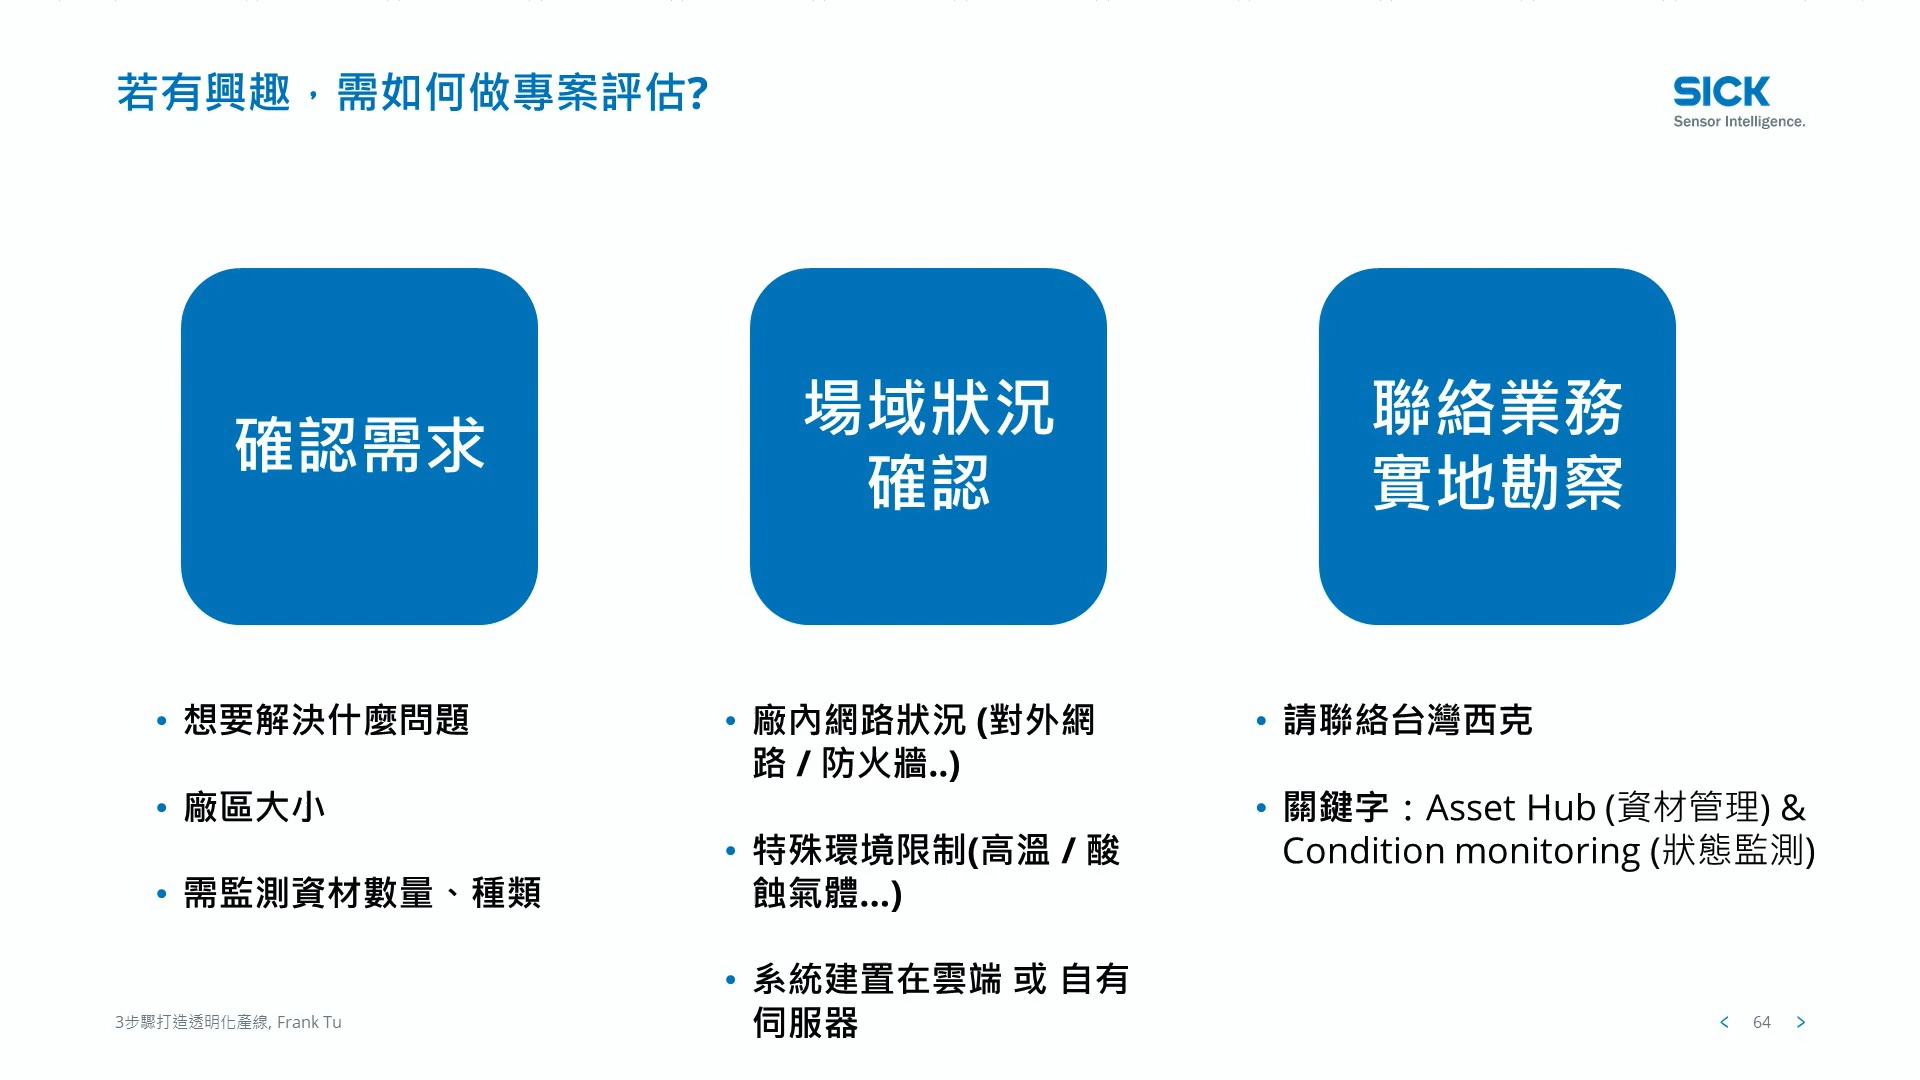 若有興趣，需如何做專案評估?
SICK
Sensor Intelligence.
確認需求
場域狀況
確認
聯絡業務
實地勘察
• 想要解決什麼問題
• 廠區大小
• 需監測資材數量、種類
• 廠內網路狀況 (對外網
路 / 防火牆..)
• 特殊環境限制(高溫 / 酸
蝕氣體...)
• 系統建置在雲端 或 自有
伺服器
• 請聯絡台灣西克
• 關鍵字：Asset Hub (資材管理) &
Condition monitoring (狀態監測)
3步驟打造透明化產線, Frank Tu
< 64 >